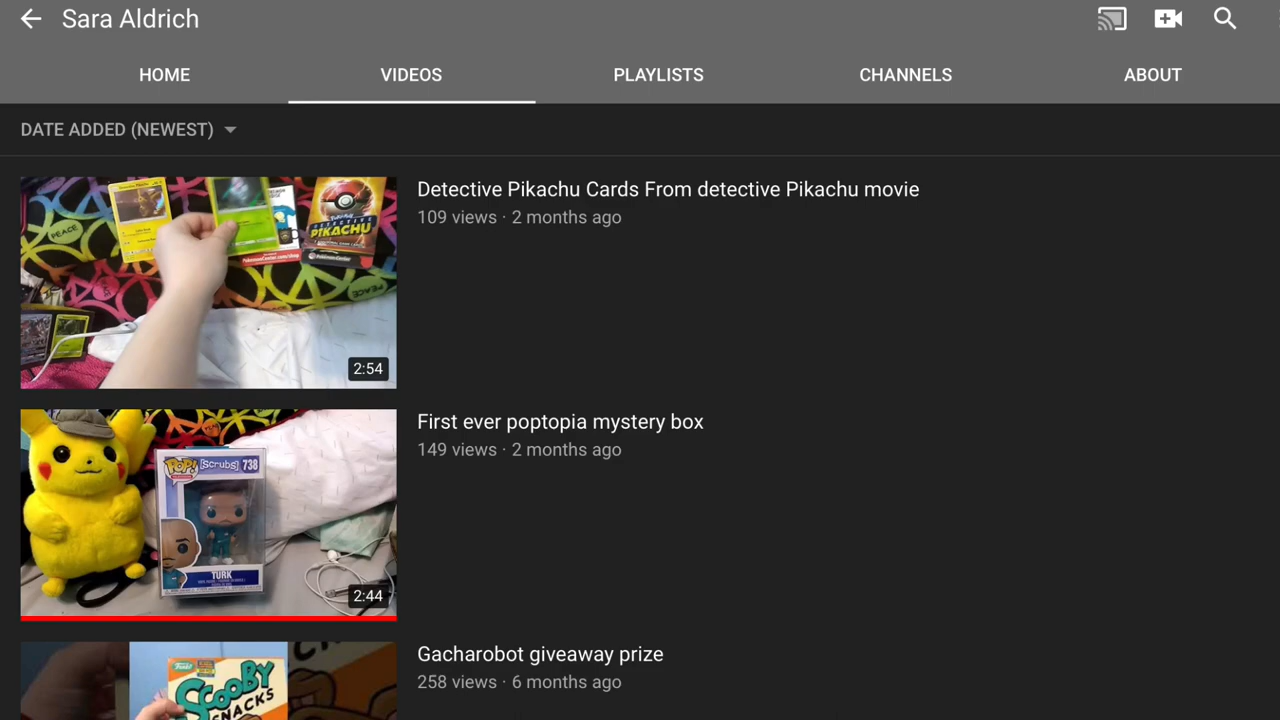 Sara Aldrich
HOME
VIDEOS
PLAYLISTS
CHANNELS
ABOUT
DATE ADDED (NEWEST)
Detective Pikachu Cards From detective Pikachu movie
109 views · 2 months ago
PEACE
DETECTIVE
PIKACHU
PEACE
2:54
First ever poptopia mystery box
149 views · 2 months ago
POP!
[Scrubs]
738
TURK
2:44
Gacharobot giveaway prize
258 views · 6 months ago
SCOOBY
SNACKS